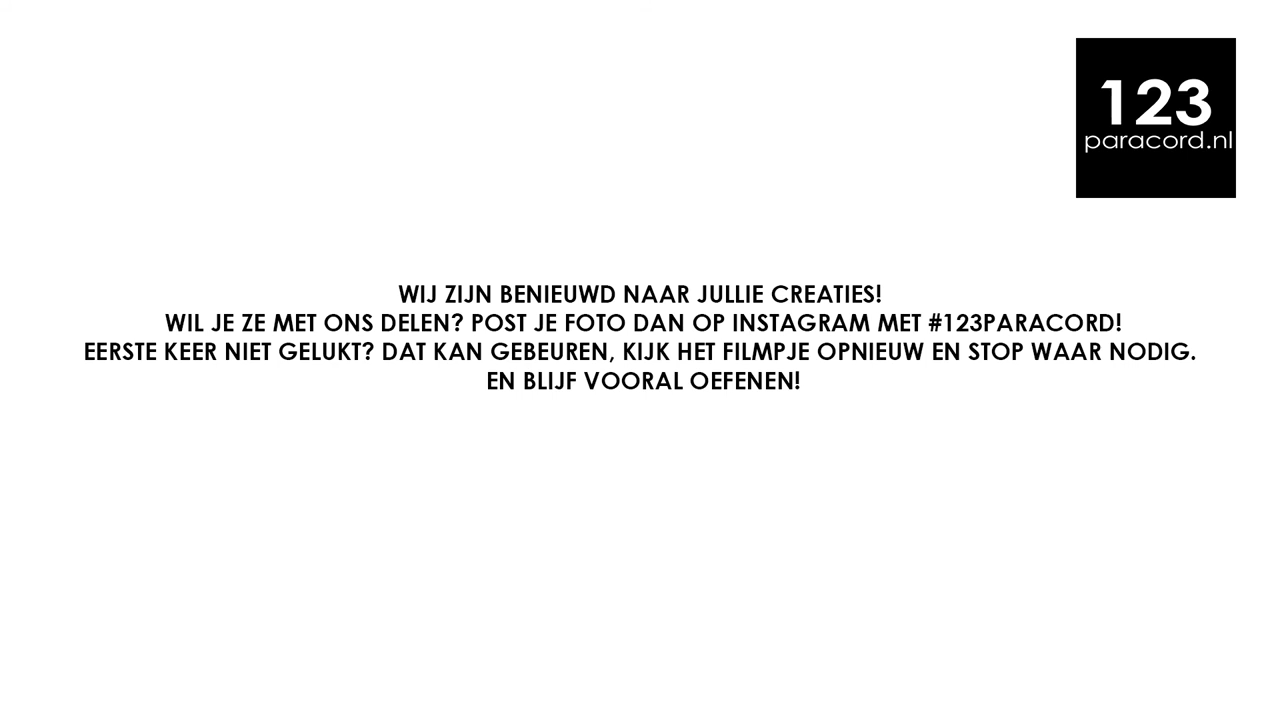 123
paracord.nl
WIJ ZIJN BENIEUWD NAAR JULLIE CREATIES!
WIL JE ZE MET ONS DELEN? POST JE FOTO DAN OP INSTAGRAM MET #123PARACORD!
EERSTE KEER NIET GELUKT? DAT KAN GEBEUREN, KIJK HET FILMPJE OPNIEUW EN STOP WAAR NODIG.
EN BLIJF VOORAL OEFENEN!